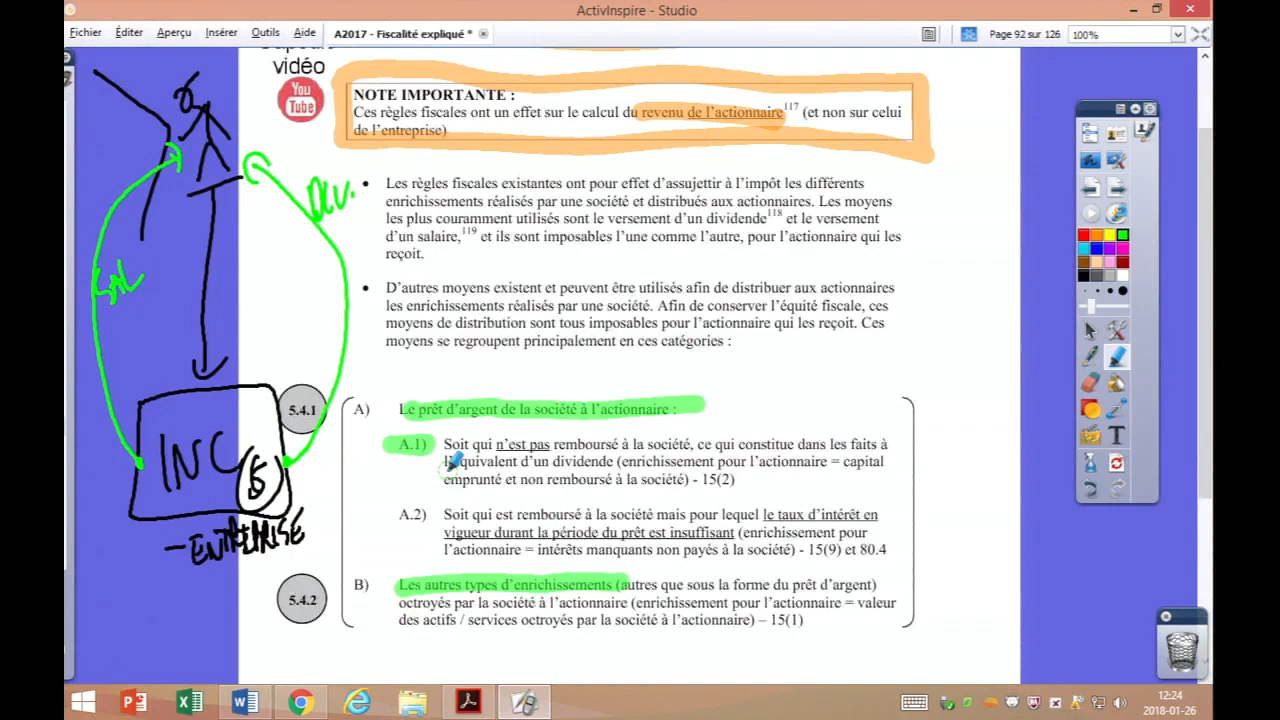 ActivInspire - Studio
Fichier Éditer Aperçu Insérer Outils Aide A2017 - Fiscalité expliqué * Page 92 sur 126 100%
vidéo
You
Tube
NOTE IMPORTANTE :
Ces règles fiscales ont un effet sur le calcul du revenu de l'actionnaire117 (et non sur celui
de l'entreprise)
DIV.
• Les règles fiscales existantes ont pour effet d'assujettir à l'impôt les différents
enrichissements réalisés par une société et distribués aux actionnaires. Les moyens
les plus couramment utilisés sont le versement d'un dividende118 et le versement
d'un salaire,119 et ils sont imposables l'une comme l'autre, pour l'actionnaire qui les
reçoit.
SAL
• D'autres moyens existent et peuvent être utilisés afin de distribuer aux actionnaires
les enrichissements réalisés par une société. Afin de conserver l'équité fiscale, ces
moyens de distribution sont tous imposables pour l'actionnaire qui les reçoit. Ces
moyens se regroupent principalement en ces catégories :
5.4.1
A) Le prêt d'argent de la société à l'actionnaire :
A.1) Soit qui n'est pas remboursé à la société, ce qui constitue dans les faits à
l'équivalent d'un dividende (enrichissement pour l'actionnaire = capital
emprunté et non remboursé à la société) - 15(2)
INC
$
- ENTREPRISE
A.2) Soit qui est remboursé à la société mais pour lequel le taux d'intérêt en
vigueur durant la période du prêt est insuffisant (enrichissement pour
l'actionnaire = intérêts manquants non payés à la société) - 15(9) et 80.4
5.4.2
B) Les autres types d'enrichissements (autres que sous la forme du prêt d'argent)
octroyés par la société à l'actionnaire (enrichissement pour l'actionnaire = valeur
des actifs / services octroyés par la société à l'actionnaire) – 15(1)
12:24
2018-01-26